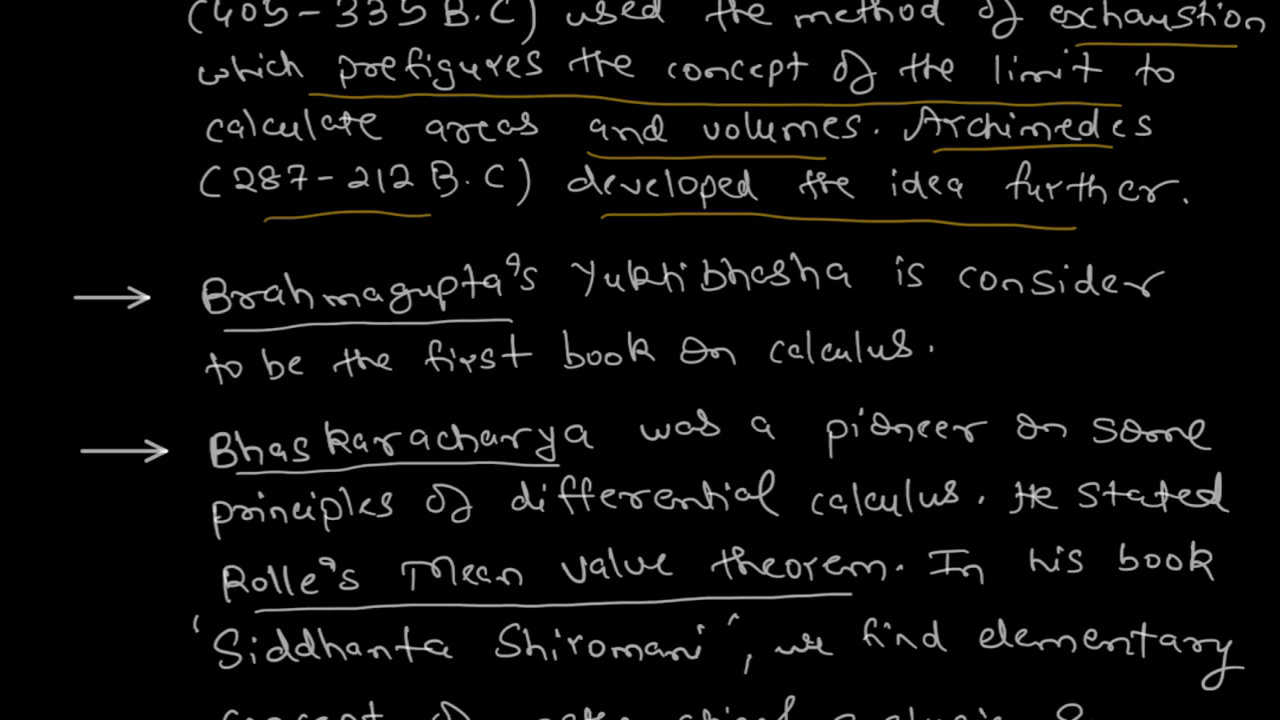 (405 - 335 B.C) used the method of exhaustion
which prefigures the concept of the limit to
calculate areas and volumes. Archimedes
(287 - 212 B.C) developed the idea further.
→ Brahmagupta's Yukti bhasha is consider
to be the first book on calculus.
→ Bhaskaracharya was a pioneer on some
principles of differential calculus. He stated
Rolle's Mean value theorem. In his book
'Siddhanta Shiromani', we find elementary
concept of